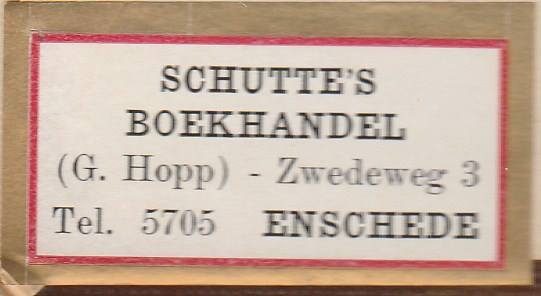 SCHUTTE'S
BOEKHANDEL
(G. Hopp) - Zwedeweg 3
Tel. 5705 ENSCHEDE